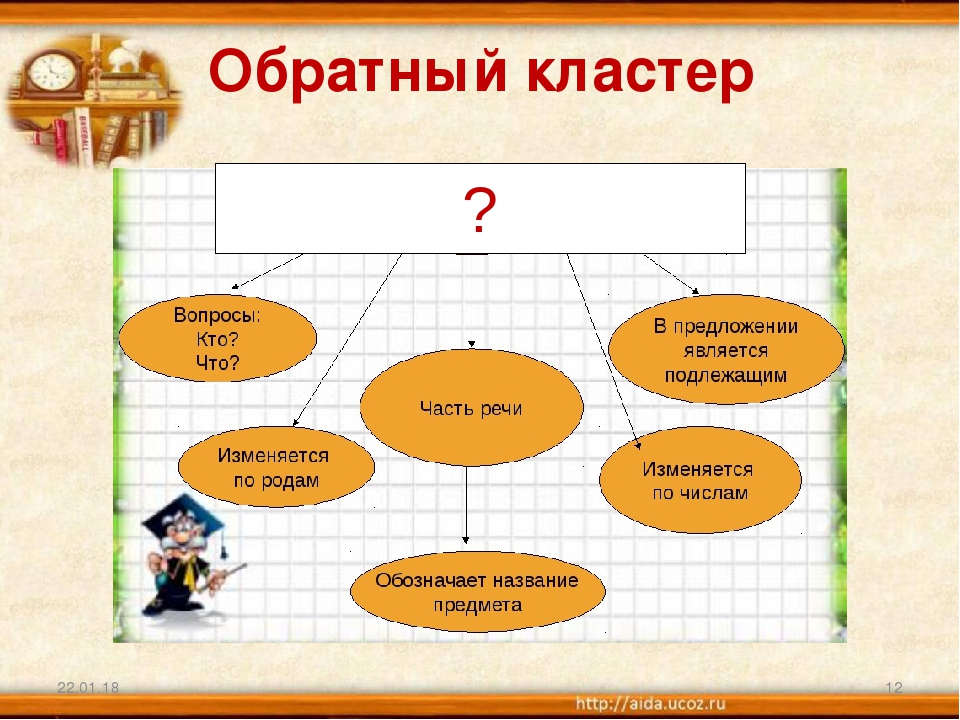 Обратный кластер
?
Вопросы:
Кто?
Что?
В предложении
является
подлежащим
Часть речи
Изменяется
по родам
Изменяется
по числам
Обозначает название
предмета
22.01.18
12
http://aida.ucoz.ru
BASEBALL